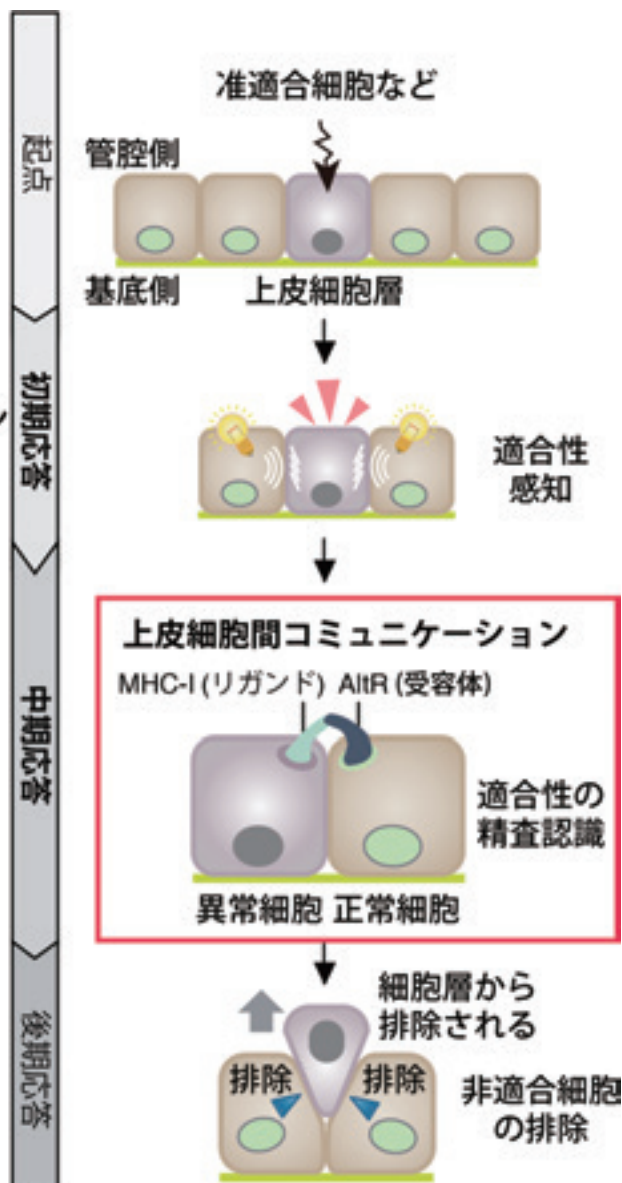 起点
准適合細胞など
管腔側
基底側
上皮細胞層
初期応答
適合性
感知
中期応答
上皮細胞間コミュニケーション
MHC-I (リガンド) AltR (受容体)
適合性の
精査認識
異常細胞 正常細胞
後期応答
細胞層から
排除される
排除
排除
非適合細胞
の排除